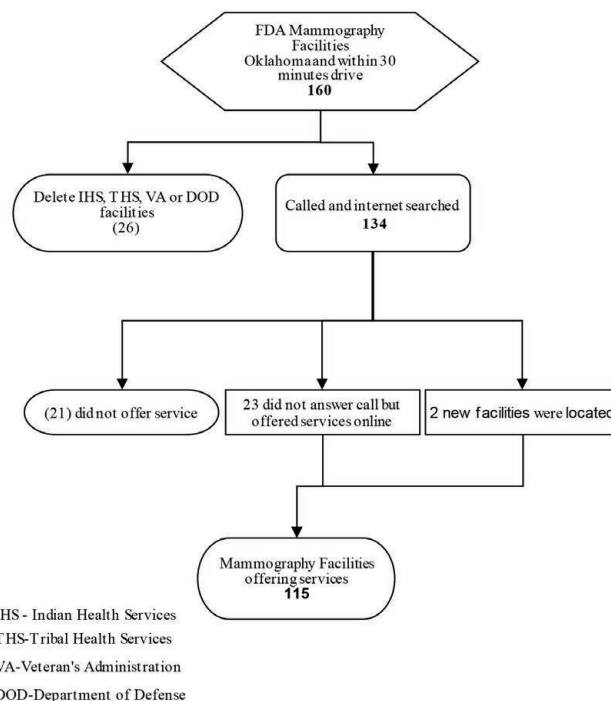 FDA Mammography
Facilities
Oklahoma and within 30
minutes drive
160
Delete IHS, THS, VA or DOD
facilities
(26)
Called and internet searched
134
(21) did not offer service
23 did not answer call but
offered services online
2 new facilities were located
Mammography Facilities
offering services
115
HS - Indian Health Services
THS-Tribal Health Services
VA-Veteran's Administration
DOD-Department of Defense